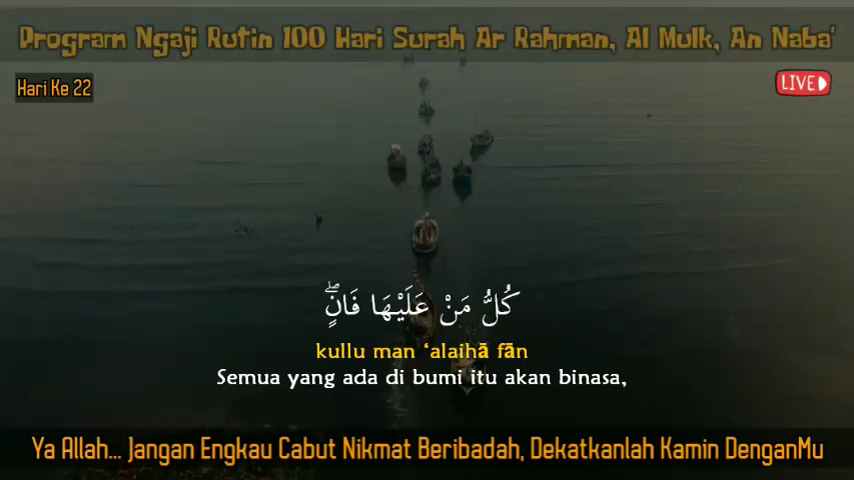 Program Ngaji Rutin 100 Hari Surah Ar Rahman, Al Mulk, An Naba'
Hari Ke 22
LIVE
كُلُّ مَنْ عَلَيْهَا فَانٍۖ
kullu man ‘alaihā fān
Semua yang ada di bumi itu akan binasa,
Ya Allah... Jangan Engkau Cabut Nikmat Beribadah, Dekatkanlah Kamin DenganMu